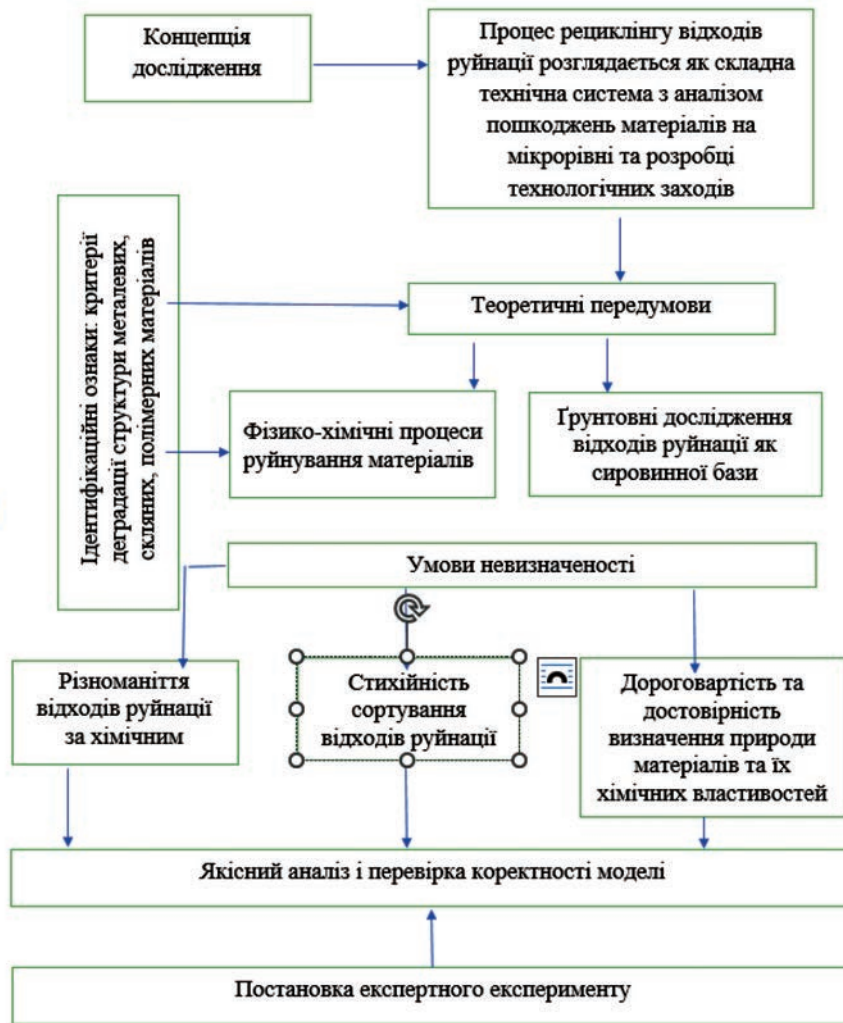 Концепція
дослідження
Процес рециклінгу відходів
руйнації розглядається як складна
технічна система з аналізом
пошкоджень матеріалів на
мікрорівні та розробці
технологічних заходів
Ідентифікаційні ознаки: критерії
деградації структури металевих,
скляних, полімерних матеріалів
Теоретичні передумови
Фізико-хімічні процеси
руйнування матеріалів
Ґрунтовні дослідження
відходів руйнації як
сировинної бази
Умови невизначеності
Різноманіття
відходів руйнації
за хімічним
Стихійність
сортування
відходів руйнації
Дороговартість та
достовірність
визначення природи
матеріалів та їх
хімічних властивостей
Якісний аналіз і перевірка коректності моделі
Постановка експертного експерименту